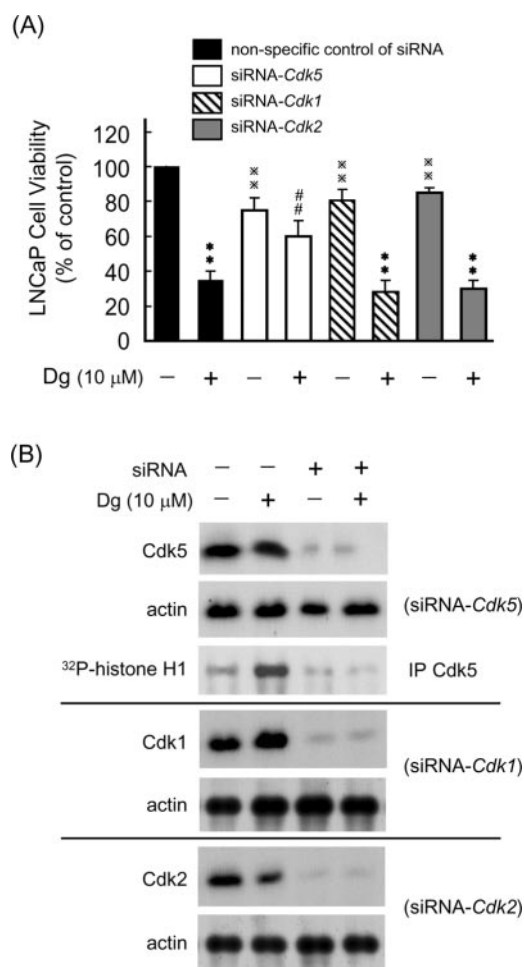 (A)
non-specific control of siRNA
siRNA-Cdk5
siRNA-Cdk1
siRNA-Cdk2
LNCaP Cell Viability
(% of control)
120
100
80
60
40
20
0
** ※※ ## ※※ ** ※※ **
Dg (10 μM) – + – + – + – +
(B)
siRNA – – + +
Dg (10 μM) – + – +
Cdk5
actin (siRNA-Cdk5)
³²P-histone H1 IP Cdk5
Cdk1 (siRNA-Cdk1)
actin
Cdk2 (siRNA-Cdk2)
actin